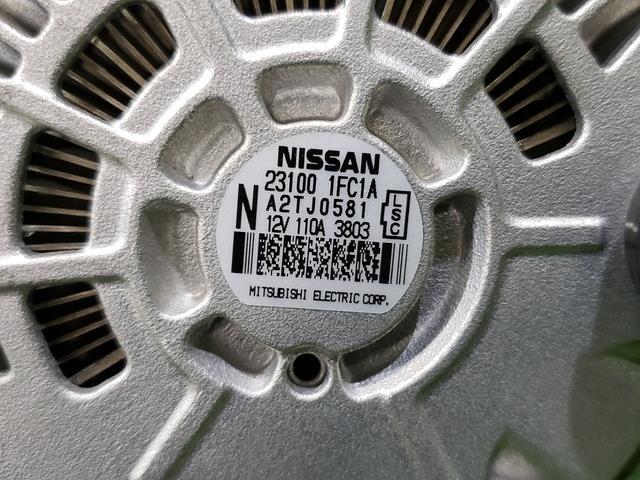 NISSAN
23100 1FC1A
N A2TJ0581 LSC
12V 110A 3803
MITSUBISHI ELECTRIC CORP.